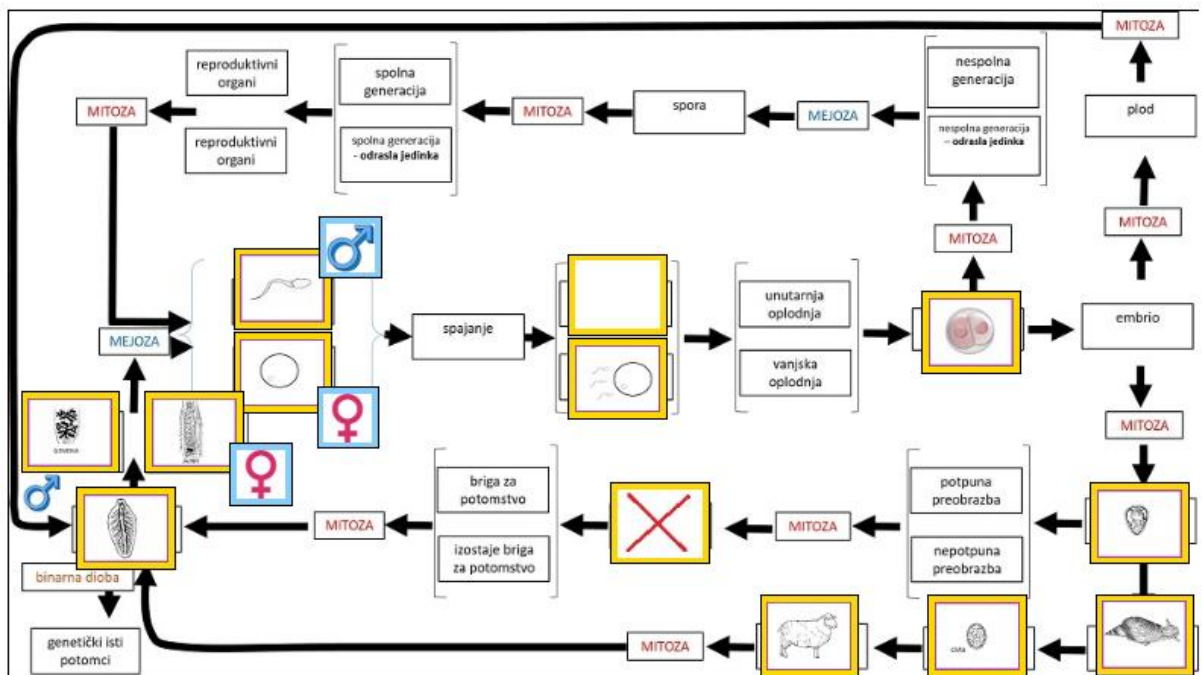 MITOZA
reproduktivni
organi
spolna
generacija
nespolna
generacija
MITOZA
MITOZA
spora
MEJOZA
plod
reproduktivni
organi
spolna generacija
- odrasla jedinka
nespolna generacija
– odrasla jedinka
MITOZA
MITOZA
MEJOZA
spajanje
unutarnja
oplodnja
vanjska
oplodnja
embrio
MITOZA
briga za
potomstvo
izostaje briga
za potomstvo
MITOZA
MITOZA
potpuna
preobrazba
nepotpuna
preobrazba
binarna dioba
genetički isti
potomci
MITOZA